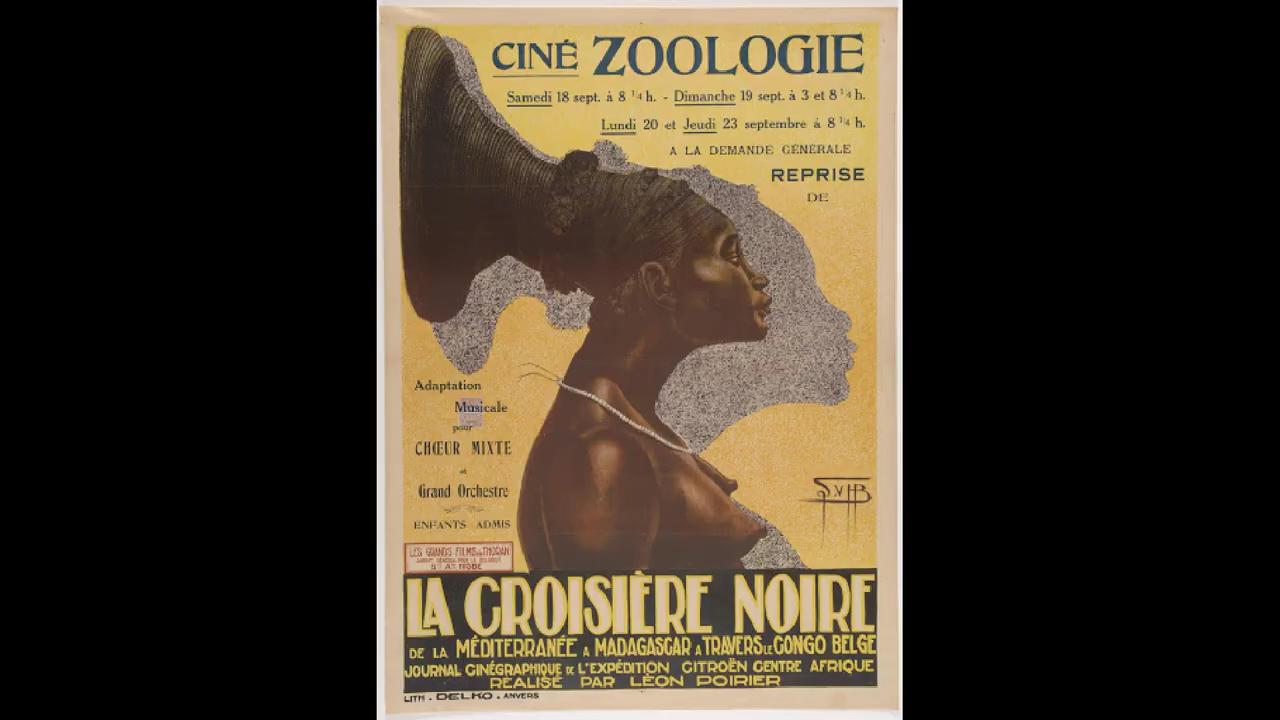 CINÉ ZOOLOGIE
Samedi 18 sept. à 8 1/4 h. - Dimanche 19 sept. à 3 et 8 1/4 h.
Lundi 20 et Jeudi 23 septembre à 8 1/4 h.
A LA DEMANDE GÉNÉRALE
REPRISE
DE
Adaptation
Musicale
pour
CHŒUR MIXTE
et
Grand Orchestre
ENFANTS ADMIS
LES GRANDS FILMS THORAN
LA CROISIÈRE NOIRE
DE LA MÉDITERRANÉE A MADAGASCAR A TRAVERS LE CONGO BELGE
JOURNAL CINÉGRAPHIQUE DE L'EXPÉDITION CITROËN CENTRE AFRIQUE
RÉALISÉ PAR LÉON POIRIER
LITH. DELKO. ANVERS